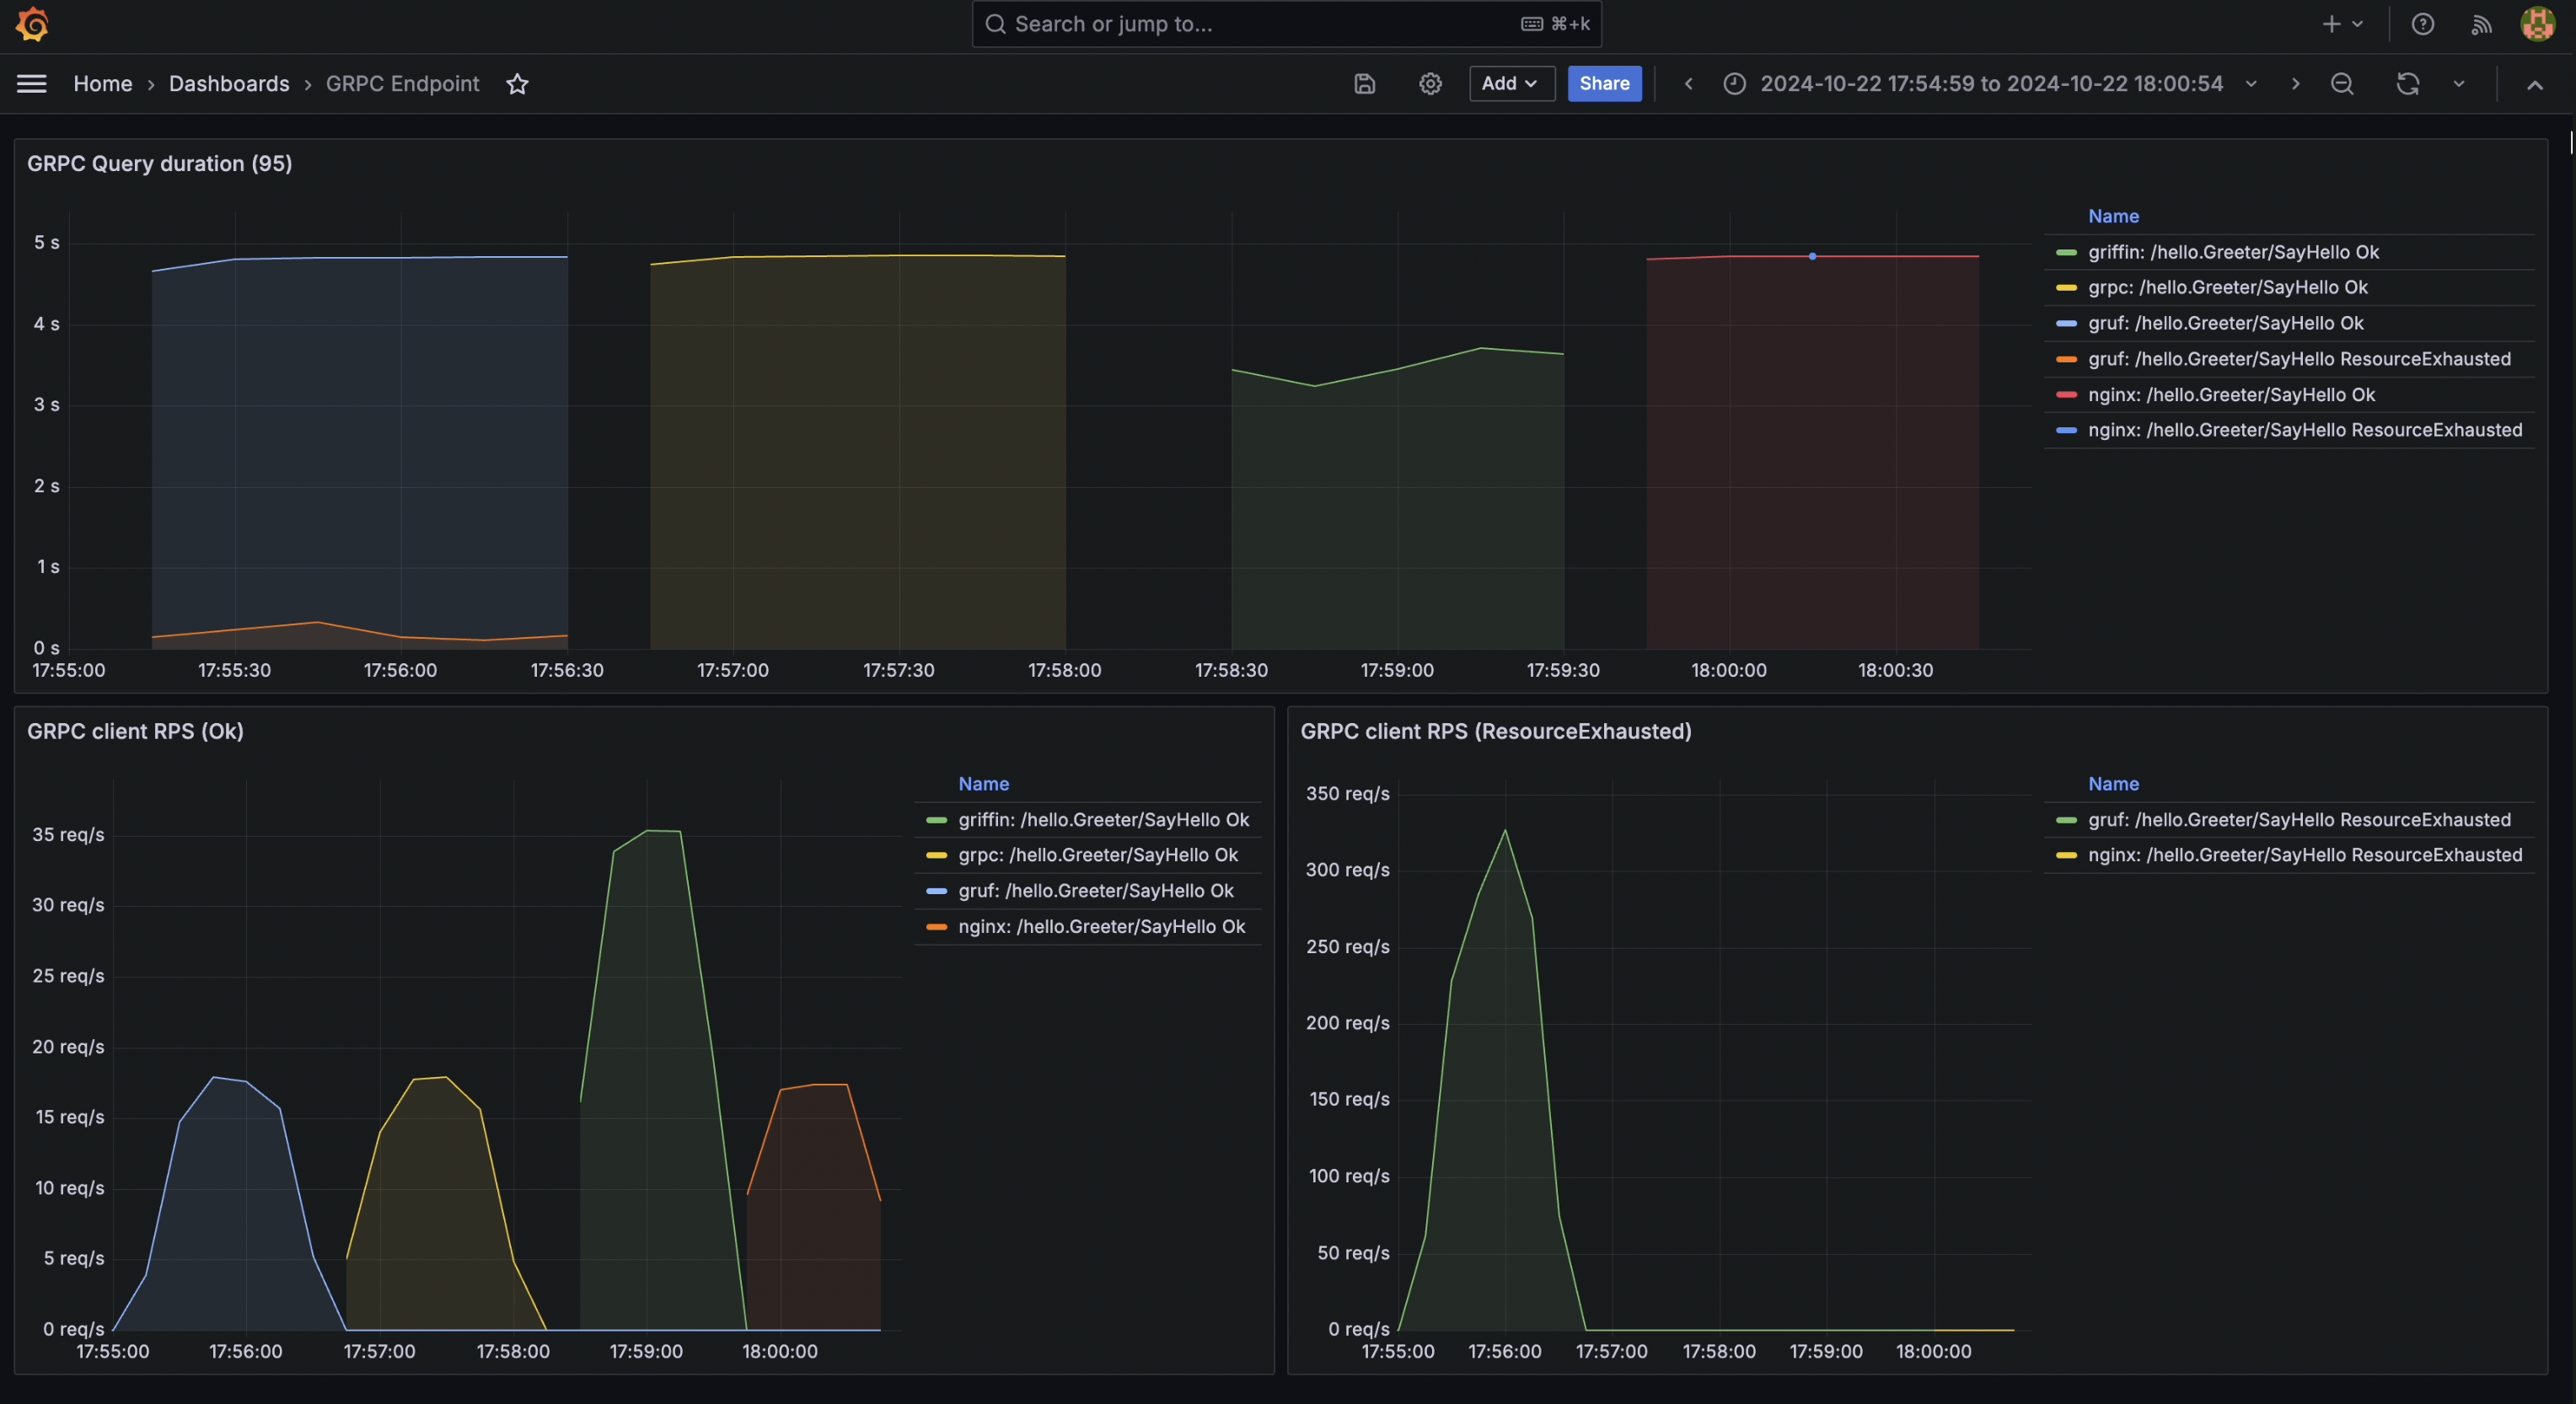 Search or jump to... ⌘+k
Home › Dashboards › GRPC Endpoint
Add
Share
2024-10-22 17:54:59 to 2024-10-22 18:00:54
GRPC Query duration (95)
5 s
4 s
3 s
2 s
1 s
0 s
17:55:00 17:55:30 17:56:00 17:56:30 17:57:00 17:57:30 17:58:00 17:58:30 17:59:00 17:59:30 18:00:00 18:00:30
Name
griffin: /hello.Greeter/SayHello Ok
grpc: /hello.Greeter/SayHello Ok
gruf: /hello.Greeter/SayHello Ok
gruf: /hello.Greeter/SayHello ResourceExhausted
nginx: /hello.Greeter/SayHello Ok
nginx: /hello.Greeter/SayHello ResourceExhausted
GRPC client RPS (Ok)
35 req/s
30 req/s
25 req/s
20 req/s
15 req/s
10 req/s
5 req/s
0 req/s
17:55:00 17:56:00 17:57:00 17:58:00 17:59:00 18:00:00
Name
griffin: /hello.Greeter/SayHello Ok
grpc: /hello.Greeter/SayHello Ok
gruf: /hello.Greeter/SayHello Ok
nginx: /hello.Greeter/SayHello Ok
GRPC client RPS (ResourceExhausted)
350 req/s
300 req/s
250 req/s
200 req/s
150 req/s
100 req/s
50 req/s
0 req/s
17:55:00 17:56:00 17:57:00 17:58:00 17:59:00 18:00:00
Name
gruf: /hello.Greeter/SayHello ResourceExhausted
nginx: /hello.Greeter/SayHello ResourceExhausted